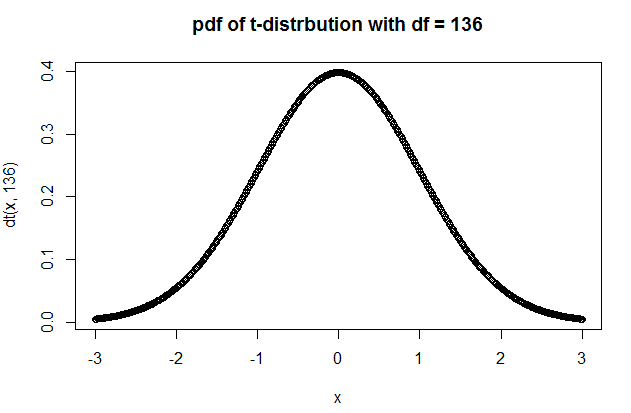 pdf of t-distrbution with df = 136
dt(x, 136)
0.4
0.3
0.2
0.1
0.0
-3 -2 -1 0 1 2 3
x